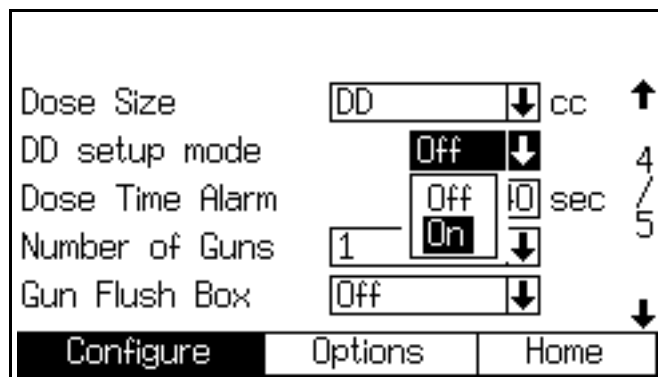 Dose Size DD cc
DD setup mode Off
Dose Time Alarm sec
Off
On
Number of Guns 1
Gun Flush Box Off
4/5
Configure Options Home